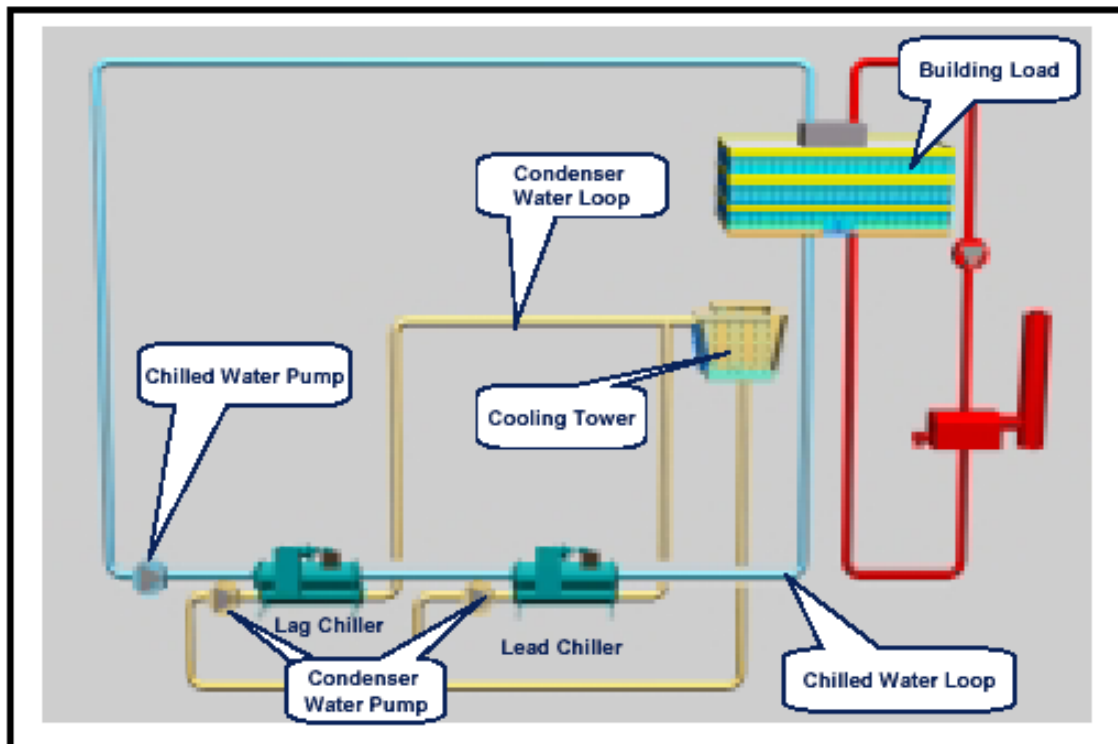 Building Load
Condenser
Water Loop
Chilled Water Pump
Cooling Tower
Lag Chiller
Lead Chiller
Condenser
Water Pump
Chilled Water Loop